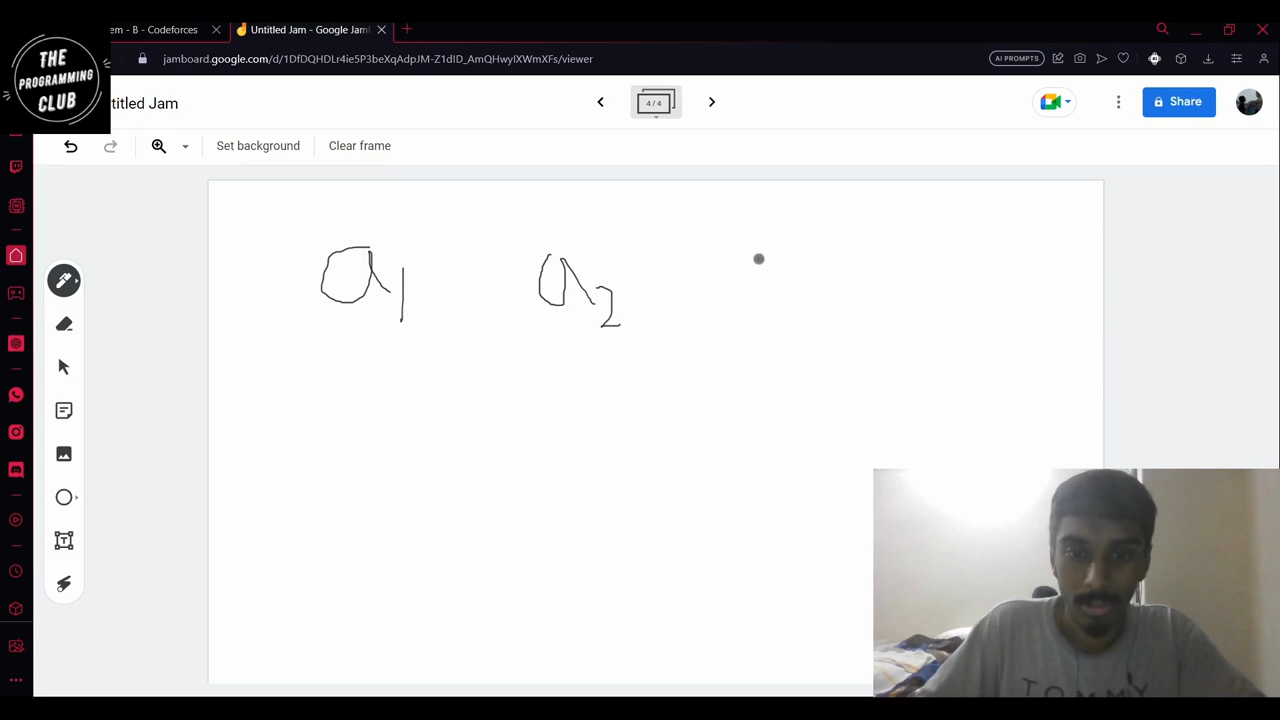 THE
PROGRAMMING
CLUB
em - B - Codeforces
Untitled Jam - Google Jam
jamboard.google.com/d/1DfDQHDLr4ie5P3beXqAdpJM-Z1dID_AmQHwyIXWmXFs/viewer
AI PROMPTS
titled Jam
4 / 4
Share
Set background
Clear frame
a1 a2
TOMMY